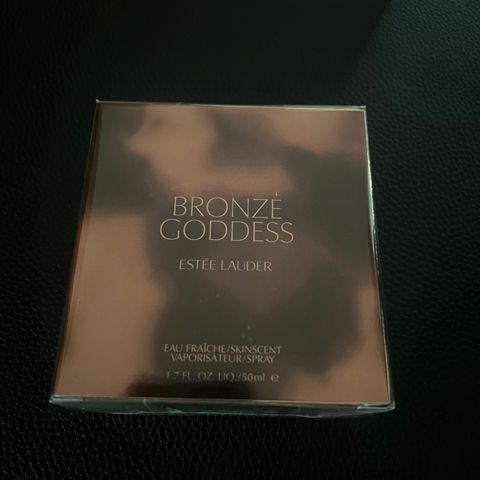 BRONZE
GODDESS
ESTĒE LAUDER
EAU FRAÎCHE/SKINSCENT
VAPORISATEUR/SPRAY
1.7 FL. OZ. LIQ./50ml ℮